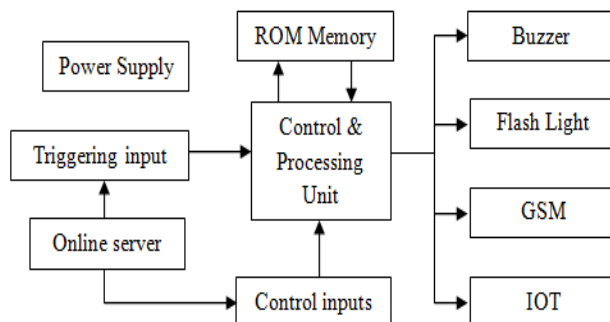 ROM Memory
Buzzer
Power Supply
Control &
Processing
Unit
Flash Light
Triggering input
Online server
GSM
Control inputs
IOT